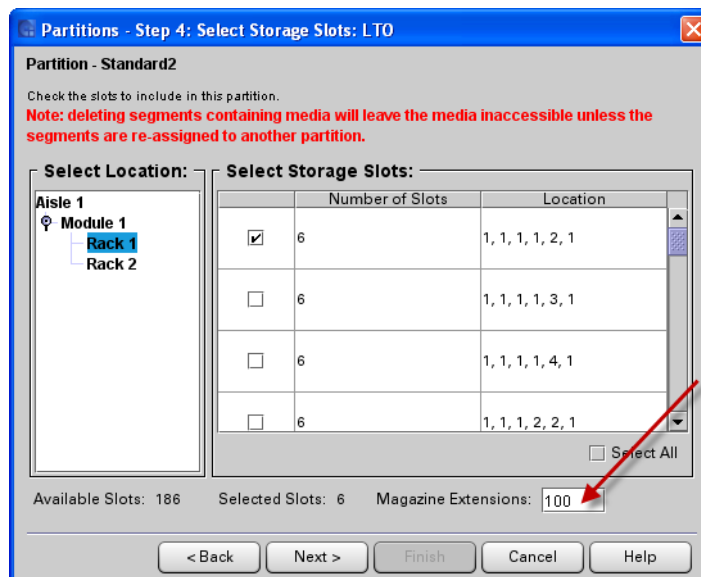 Partitions - Step 4: Select Storage Slots: LTO
Partition - Standard2
Check the slots to include in this partition.
Note: deleting segments containing media will leave the media inaccessible unless the
segments are re-assigned to another partition.
Select Location:
Select Storage Slots:
Aisle 1
Module 1
Rack 1
Rack 2
Number of Slots Location
6 1, 1, 1, 1, 2, 1
6 1, 1, 1, 1, 3, 1
6 1, 1, 1, 1, 4, 1
6 1, 1, 1, 2, 2, 1
Select All
Available Slots: 186 Selected Slots: 6 Magazine Extensions: 100
< Back Next > Finish Cancel Help